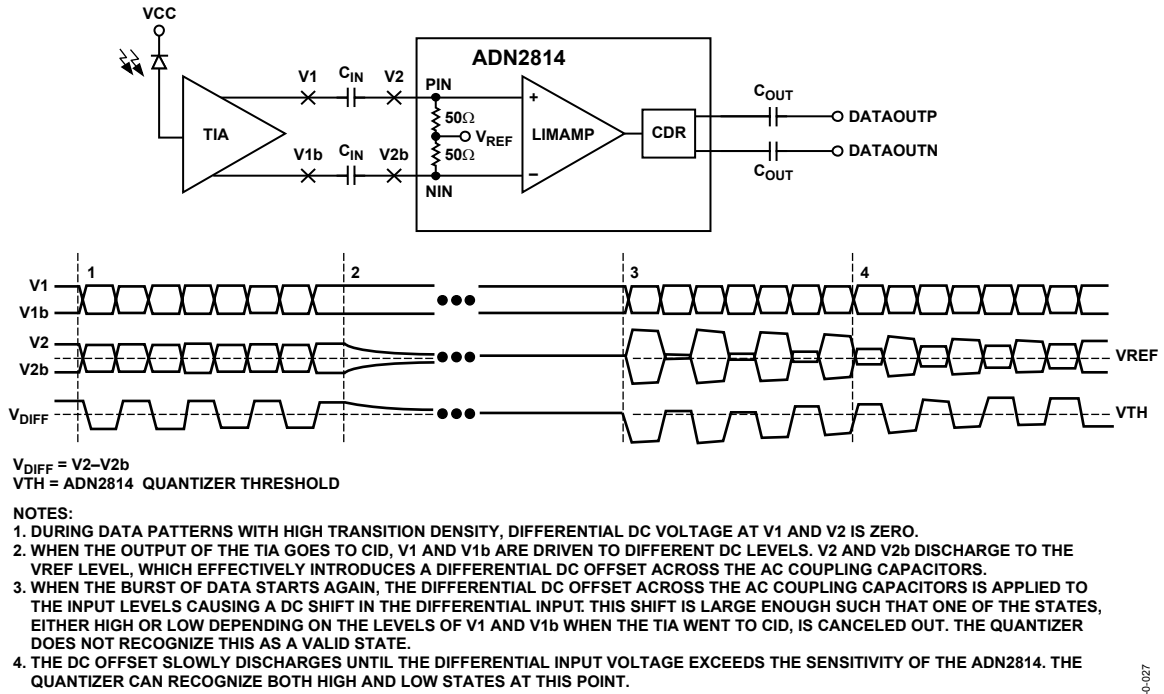 VCC
V1
C_IN
V2
ADN2814
PIN
TIA
50Ω
V_REF
50Ω
LIMAMP
+
–
CDR
C_OUT
DATAOUTP
DATAOUTN
C_OUT
V1b
C_IN
V2b
NIN
1
2
3
4
V1
V1b
V2
V2b
VREF
V_DIFF
VTH
V_DIFF = V2–V2b
VTH = ADN2814 QUANTIZER THRESHOLD
NOTES:
1. DURING DATA PATTERNS WITH HIGH TRANSITION DENSITY, DIFFERENTIAL DC VOLTAGE AT V1 AND V2 IS ZERO.
2. WHEN THE OUTPUT OF THE TIA GOES TO CID, V1 AND V1b ARE DRIVEN TO DIFFERENT DC LEVELS. V2 AND V2b DISCHARGE TO THE
VREF LEVEL, WHICH EFFECTIVELY INTRODUCES A DIFFERENTIAL DC OFFSET ACROSS THE AC COUPLING CAPACITORS.
3. WHEN THE BURST OF DATA STARTS AGAIN, THE DIFFERENTIAL DC OFFSET ACROSS THE AC COUPLING CAPACITORS IS APPLIED TO
THE INPUT LEVELS CAUSING A DC SHIFT IN THE DIFFERENTIAL INPUT. THIS SHIFT IS LARGE ENOUGH SUCH THAT ONE OF THE STATES,
EITHER HIGH OR LOW DEPENDING ON THE LEVELS OF V1 AND V1b WHEN THE TIA WENT TO CID, IS CANCELED OUT. THE QUANTIZER
DOES NOT RECOGNIZE THIS AS A VALID STATE.
4. THE DC OFFSET SLOWLY DISCHARGES UNTIL THE DIFFERENTIAL INPUT VOLTAGE EXCEEDS THE SENSITIVITY OF THE ADN2814. THE
QUANTIZER CAN RECOGNIZE BOTH HIGH AND LOW STATES AT THIS POINT.
0-027